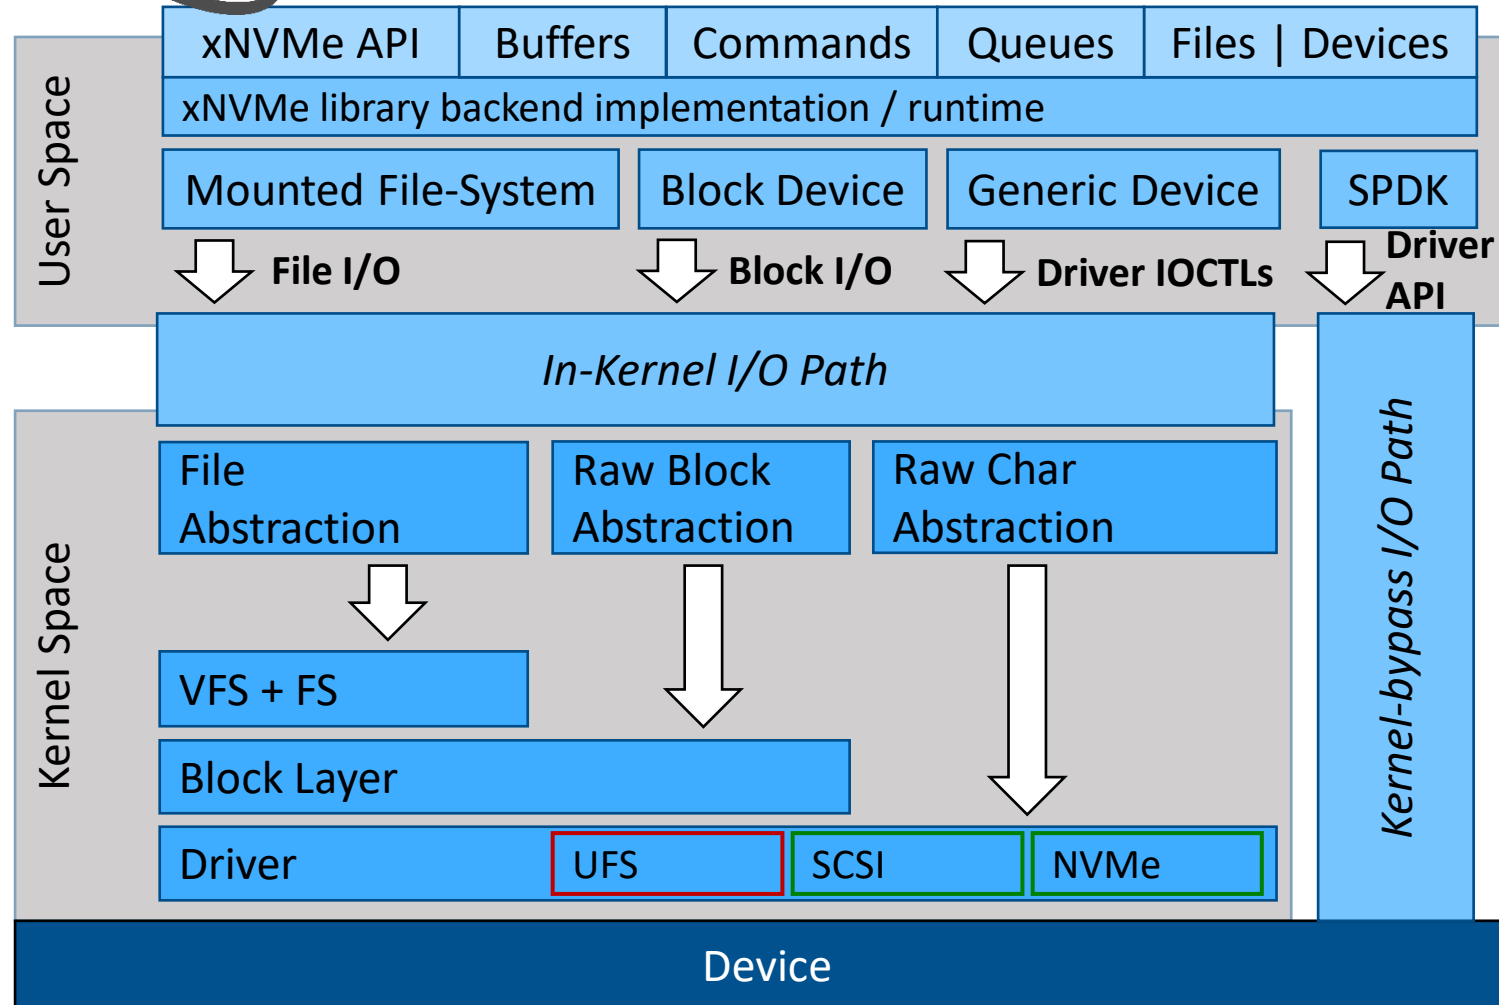 xNVMe API
Buffers
Commands
Queues
Files | Devices
xNVMe library backend implementation / runtime
User Space
Mounted File-System
Block Device
Generic Device
SPDK
File I/O
Block I/O
Driver IOCTLs
Driver
API
In-Kernel I/O Path
Kernel-bypass I/O Path
Kernel Space
File
Abstraction
Raw Block
Abstraction
Raw Char
Abstraction
VFS + FS
Block Layer
Driver
UFS
SCSI
NVMe
Device